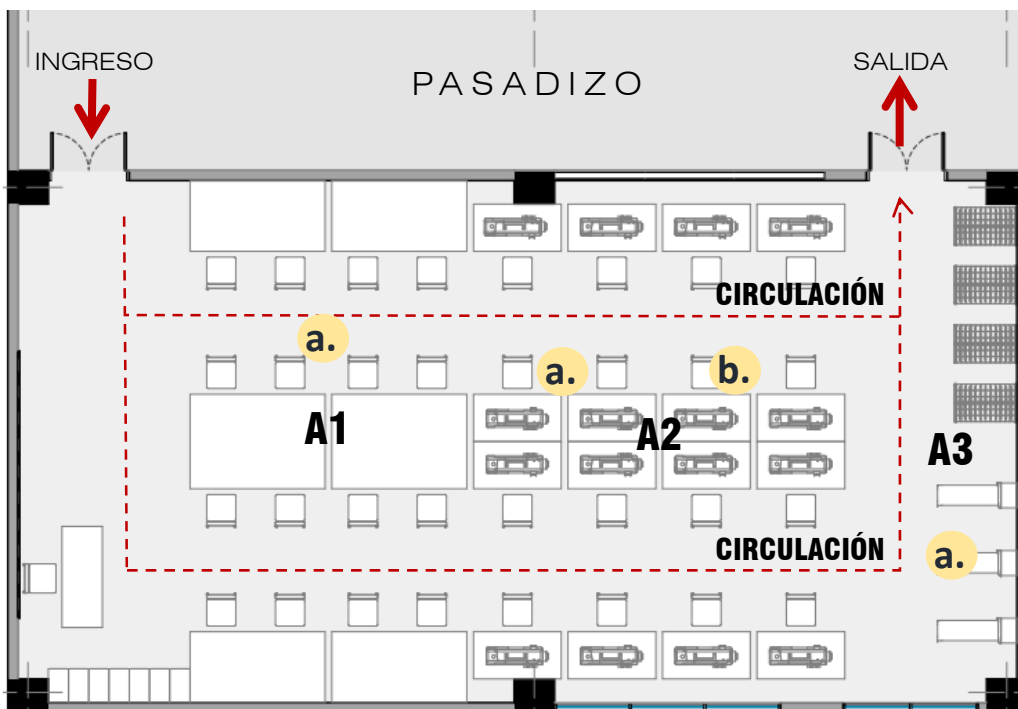 INGRESO
SALIDA
PASADIZO
CIRCULACIÓN
a.
a.
b.
A1
A2
A3
CIRCULACIÓN
a.